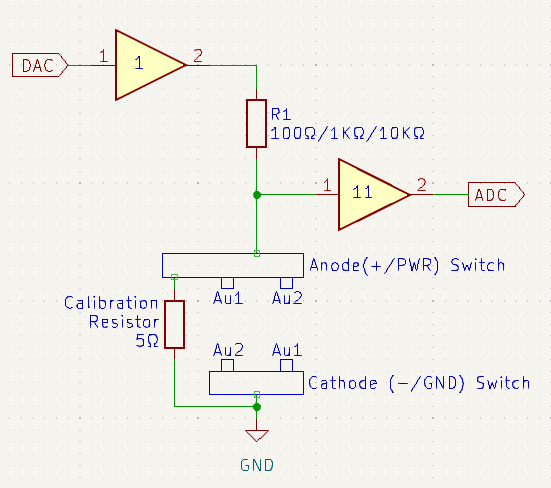 DAC
1
1
2
R1
100Ω/1KΩ/10KΩ
1
11
2
ADC
Anode(+/PWR) Switch
Au1
Au2
Calibration
Resistor
5Ω
Au2
Au1
Cathode (-/GND) Switch
GND